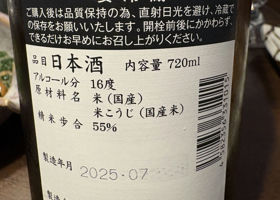 ご購入後は品質保持の為、直射日光を避け、冷蔵で
の保存をお願いいたします。開栓前後にかかわらず、
できるだけお早めにお召し上がりください。
品目 日本酒 内容量 720ml
アルコール分 16度
原材料名 米(国産)
米こうじ(国産米)
精米歩合 55%
製造年月 2025.07